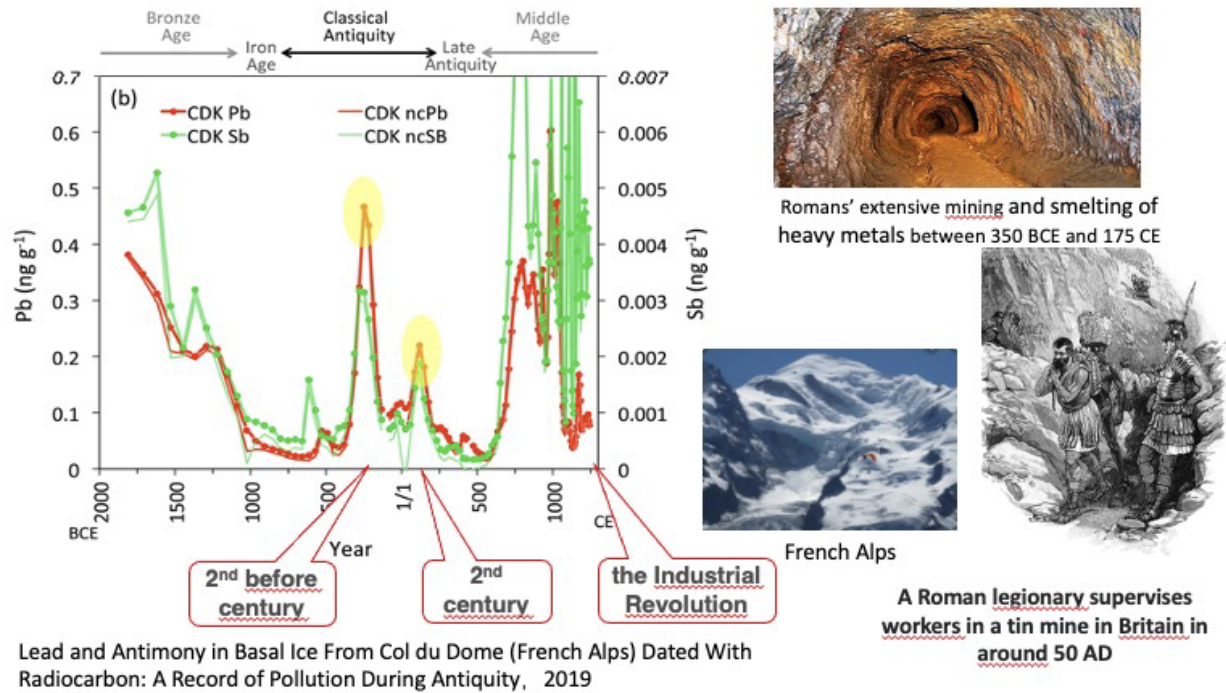 Bronze Age
Iron Age
Classical Antiquity
Late Antiquity
Middle Age
(b)
CDK Pb
CDK ncPb
CDK Sb
CDK ncSB
Pb (ng g-1)
0.7
0.6
0.5
0.4
0.3
0.2
0.1
0
Sb (ng g-1)
0.007
0.006
0.005
0.004
0.003
0.002
0.001
0
2000
1500
1000
500
1/1
500
1000
BCE
CE
Year
2nd before
century
2nd
century
the Industrial
Revolution
Lead and Antimony in Basal Ice From Col du Dome (French Alps) Dated With
Radiocarbon: A Record of Pollution During Antiquity, 2019
Romans' extensive mining and smelting of
heavy metals between 350 BCE and 175 CE
French Alps
A Roman legionary supervises
workers in a tin mine in Britain in
around 50 AD